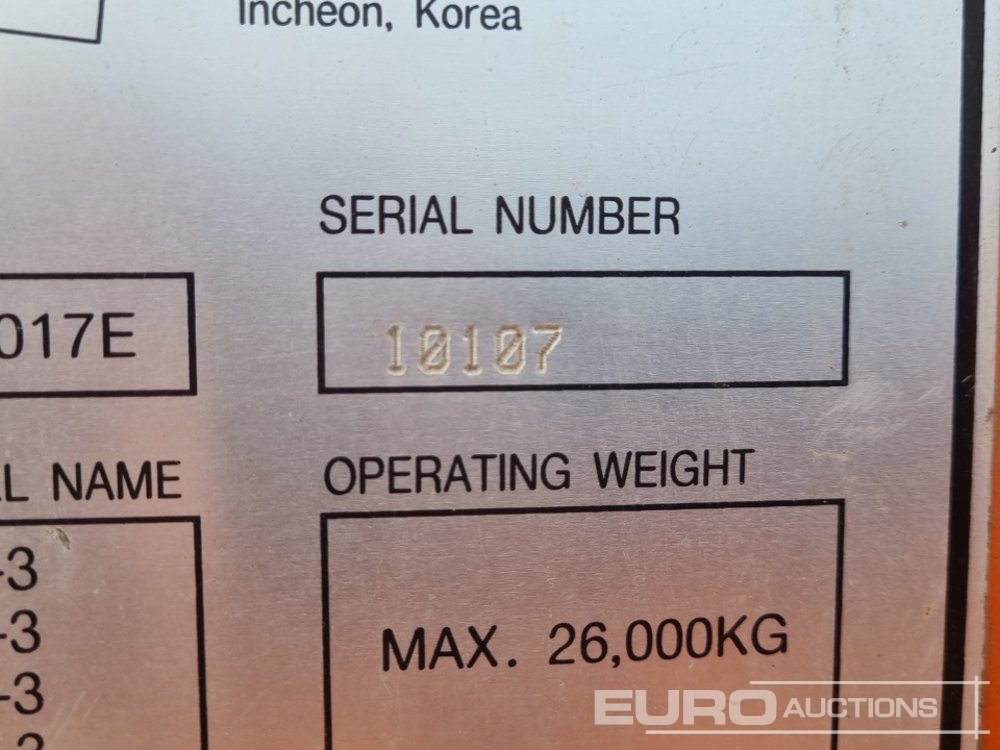 Incheon, Korea
SERIAL NUMBER
017E
10107
L NAME
OPERATING WEIGHT
-3
-3
MAX. 26,000KG
-3
EURO AUCTIONS